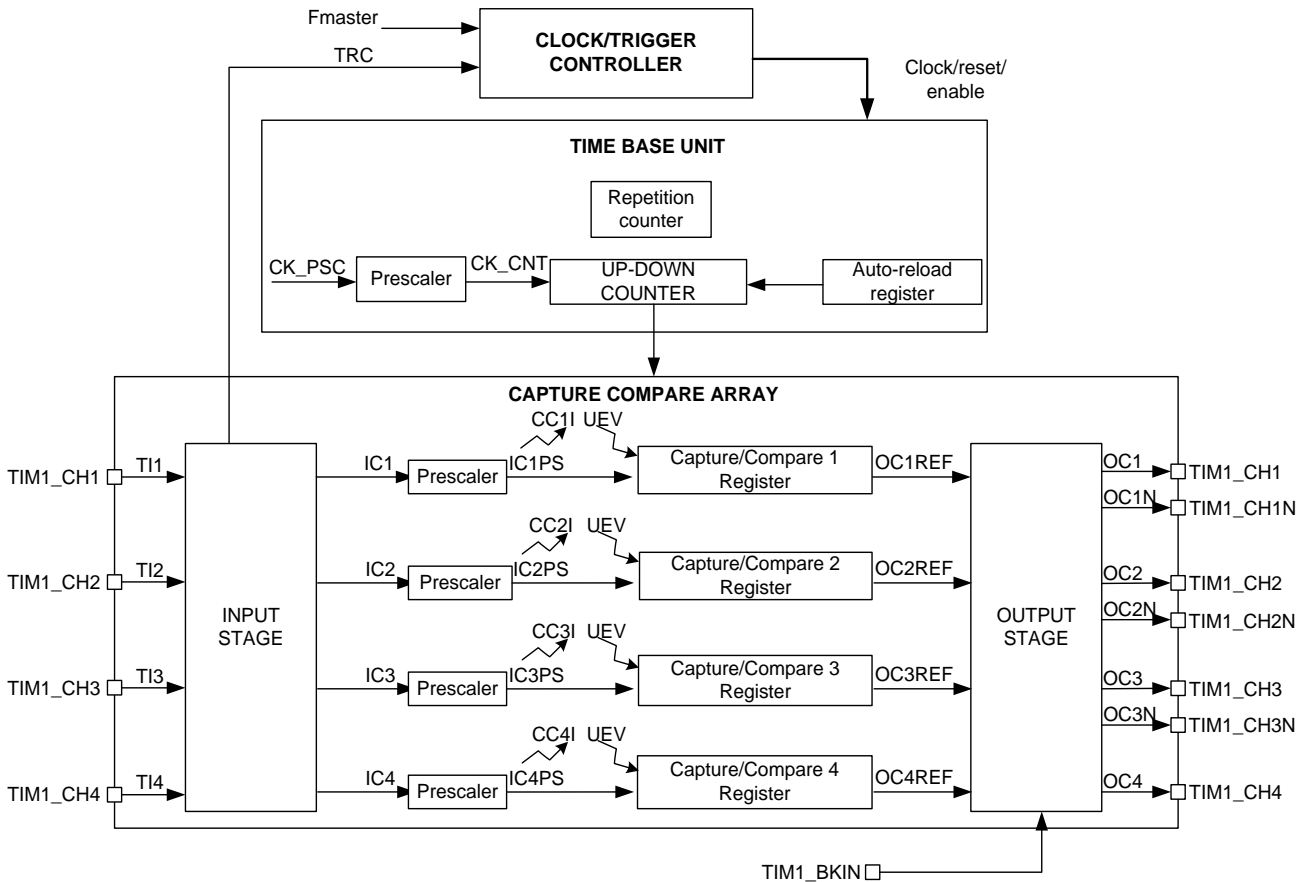 Fmaster
TRC
CLOCK/TRIGGER
CONTROLLER
Clock/reset/
enable
TIME BASE UNIT
Repetition
counter
CK_PSC
Prescaler
CK_CNT
UP-DOWN
COUNTER
Auto-reload
register
CAPTURE COMPARE ARRAY
TIM1_CH1
TI1
TIM1_CH2
TI2
TIM1_CH3
TI3
TIM1_CH4
TI4
INPUT
STAGE
IC1
Prescaler
IC1PS
CC1I
UEV
Capture/Compare 1
Register
OC1REF
IC2
Prescaler
IC2PS
CC2I
UEV
Capture/Compare 2
Register
OC2REF
IC3
Prescaler
IC3PS
CC3I
UEV
Capture/Compare 3
Register
OC3REF
IC4
Prescaler
IC4PS
CC4I
UEV
Capture/Compare 4
Register
OC4REF
OUTPUT
STAGE
OC1
TIM1_CH1
OC1N
TIM1_CH1N
OC2
TIM1_CH2
OC2N
TIM1_CH2N
OC3
TIM1_CH3
OC3N
TIM1_CH3N
OC4
TIM1_CH4
TIM1_BKIN